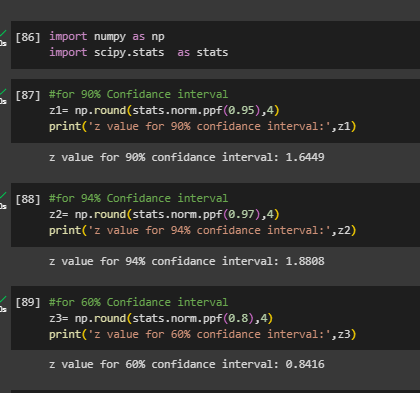 [86] import numpy as np
import scipy.stats  as stats
0s
[87] #for 90% Confidance interval
z1= np.round(stats.norm.ppf(0.95),4)
print('z value for 90% confidance interval:',z1)
z value for 90% confidance interval: 1.6449
0s
[88] #for 94% Confidance interval
z2= np.round(stats.norm.ppf(0.97),4)
print('z value for 94% confidance interval:',z2)
z value for 94% confidance interval: 1.8808
0s
[89] #for 60% Confidance interval
z3= np.round(stats.norm.ppf(0.8),4)
print('z value for 60% Confidance interval:',z3)
z value for 60% Confidance interval: 0.8416